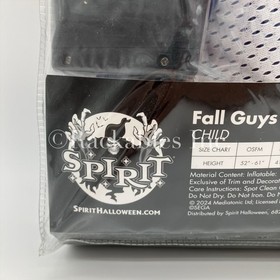 Fall Guys
CHILD
SIZE CHART OSFM
HEIGHT 52"-61"
SPIRIT
SPIRITHALLOWEEN.COM
Material Content: Inflatable:
Exclusive of Trim and Decorat
Care Instructions: Spot Clean
Do Not Dry. Do Not Iron. Do
© 2024 Mediatonic Ltd, Licensed
©SEGA
Distributed by Spirit Halloween, 68